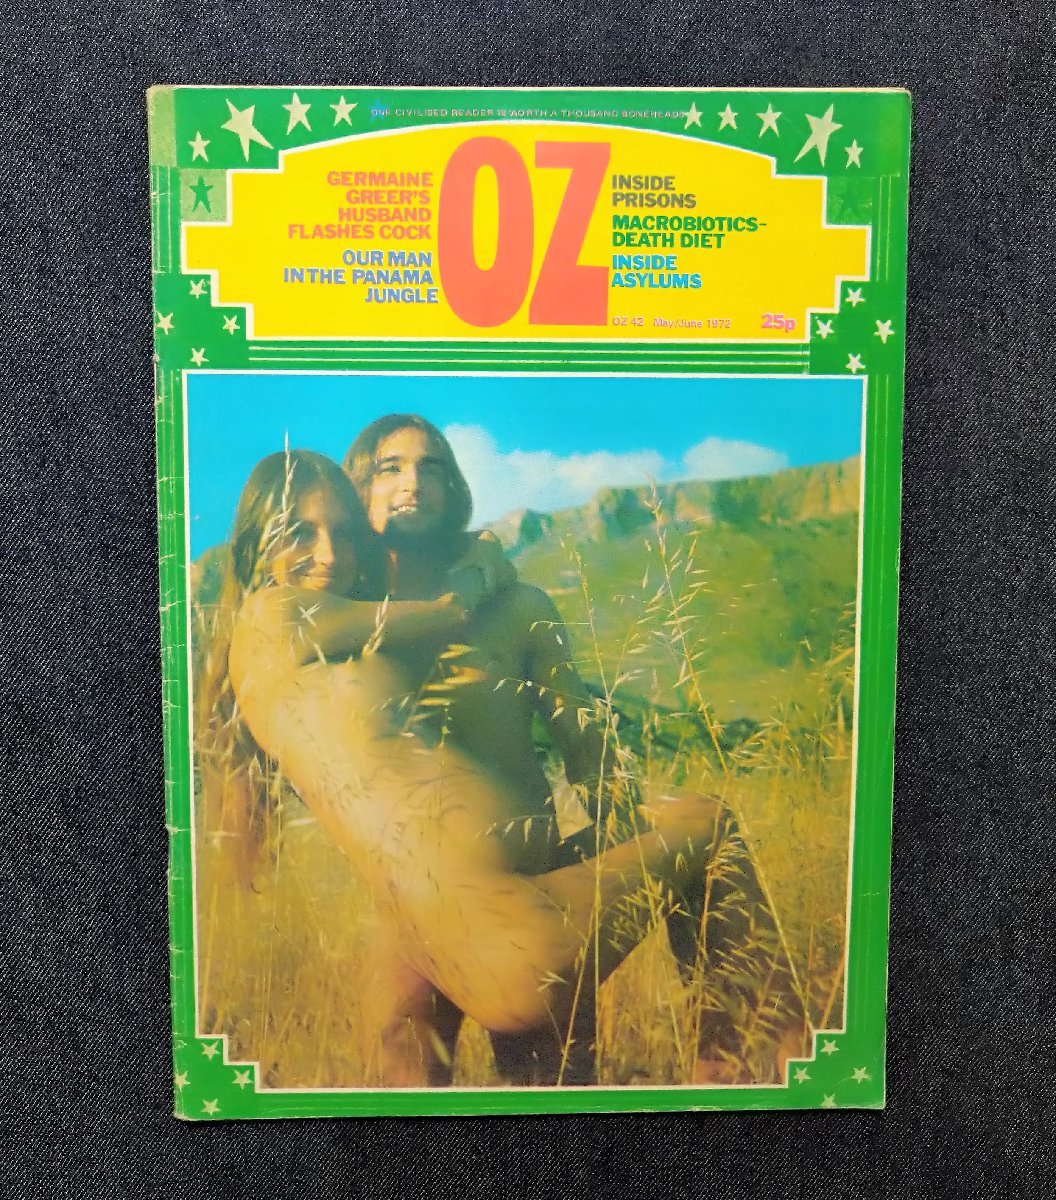 ONE CIVILISED READER IS WORTH A THOUSAND BONEHEADS
GERMAINE
GREER'S
HUSBAND
FLASHES COCK
OUR MAN
IN THE PANAMA
JUNGLE
OZ
INSIDE
PRISONS
MACROBIOTICS-
DEATH DIET
INSIDE
ASYLUMS
OZ 42 May/June 1972 25p